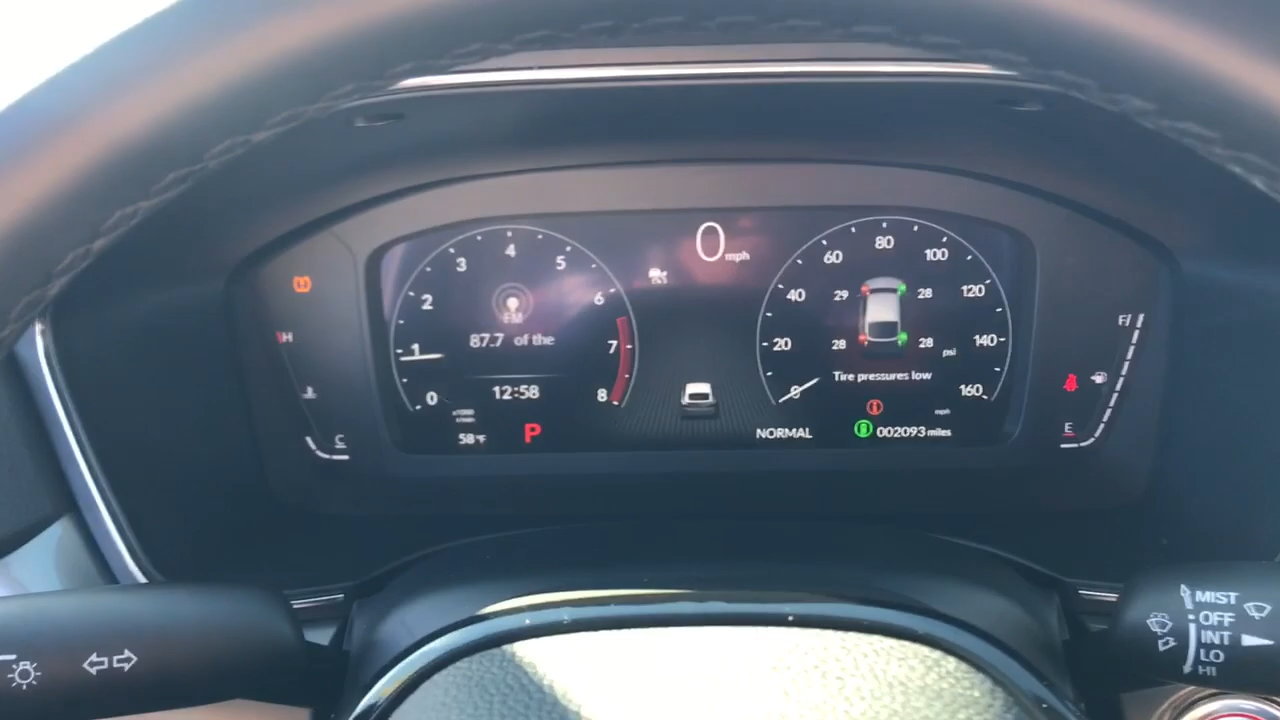 0 mph
4
3
5
2
6
1
7
0
8
FM
87.7 of the
12:58
58°F
P
80
60
100
40
120
20
140
0
160
29
28
28
28
psi
Tire pressures low
mph
NORMAL
002093 miles
H
C
F
E
MIST
OFF
INT
LO
HI